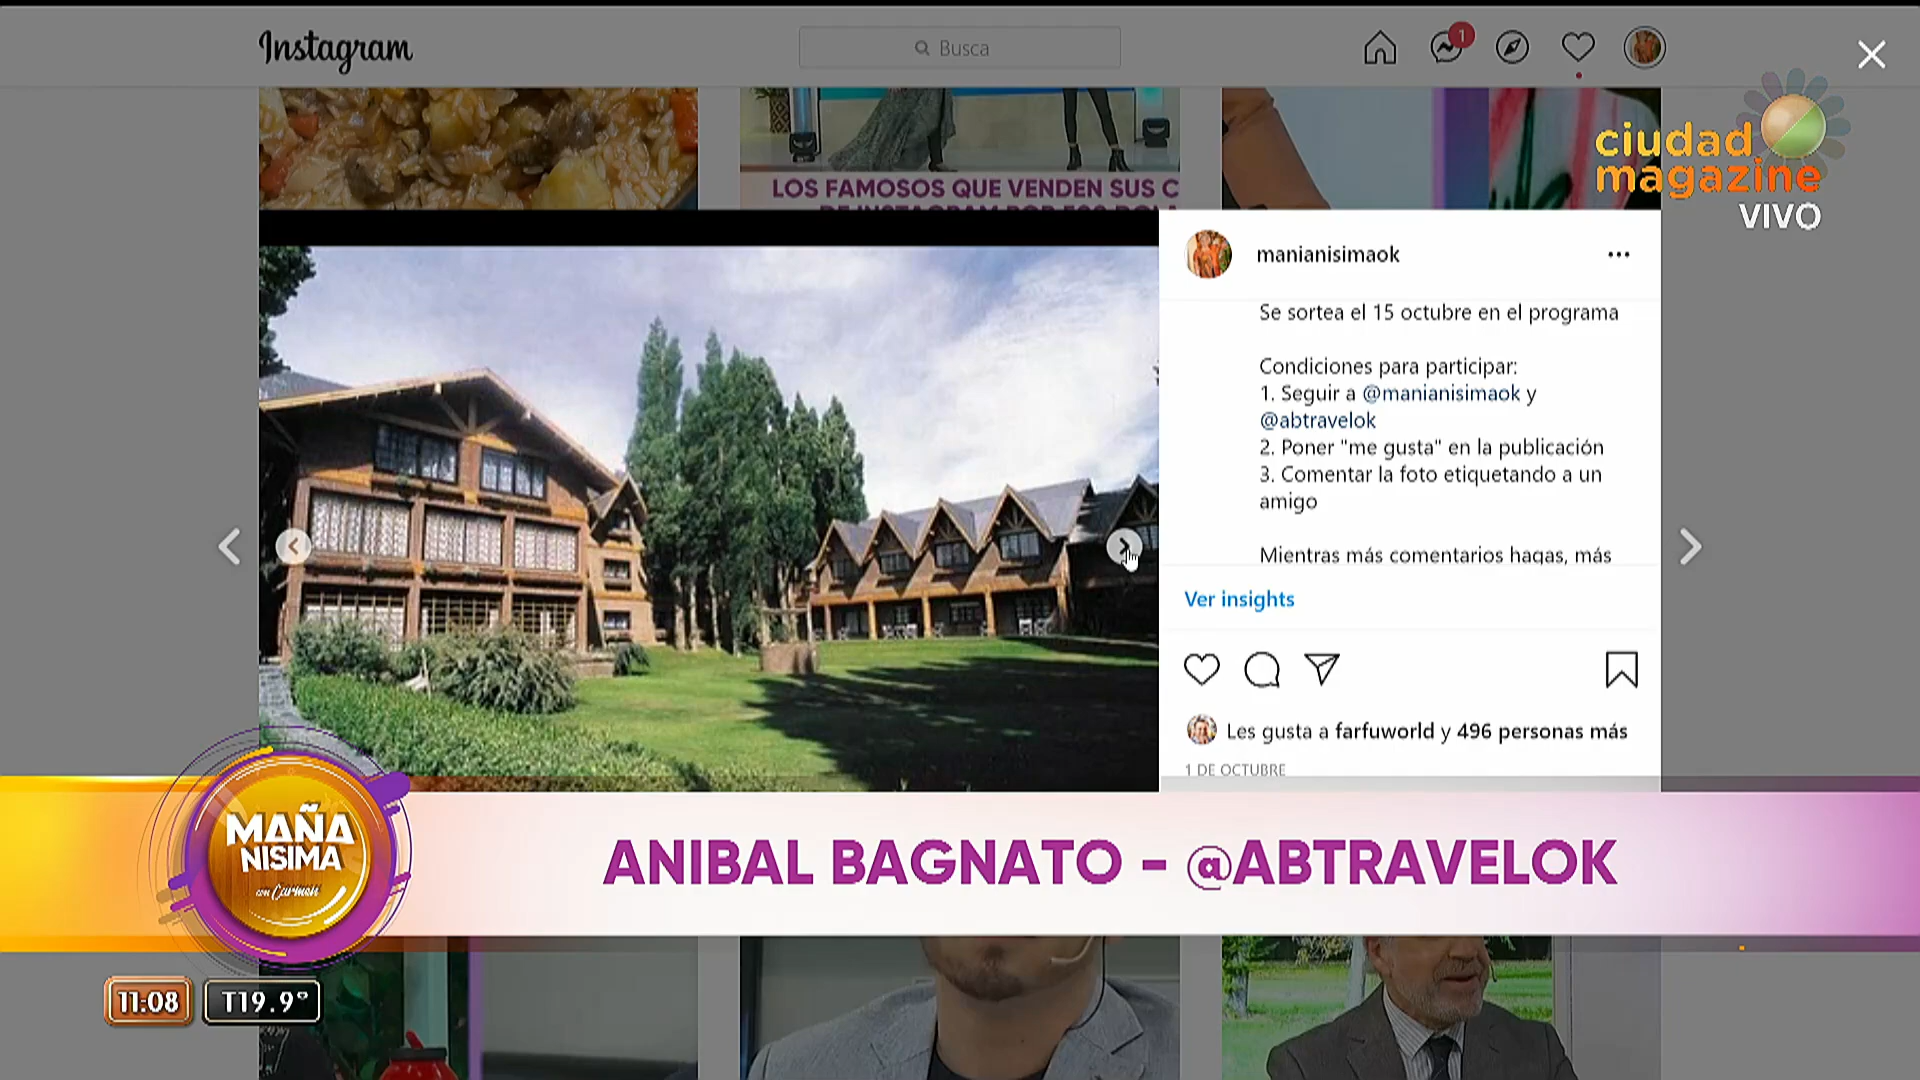 Instagram
Busca
1
LOS FAMOSOS QUE VENDEN SUS C
ciudad
magazine
VIVO
manianisimaok
Se sortea el 15 octubre en el programa
Condiciones para participar:
1. Seguir a @manianisimaok y
@abtravelok
2. Poner "me gusta" en la publicación
3. Comentar la foto etiquetando a un
amigo
Mientras más comentarios hagas, más
Ver insights
Les gusta a farfuworld y 496 personas más
1 DE OCTUBRE
MAÑA
NISIMA
con Carmen
ANIBAL BAGNATO - @ABTRAVELOK
11:08
T19.9°